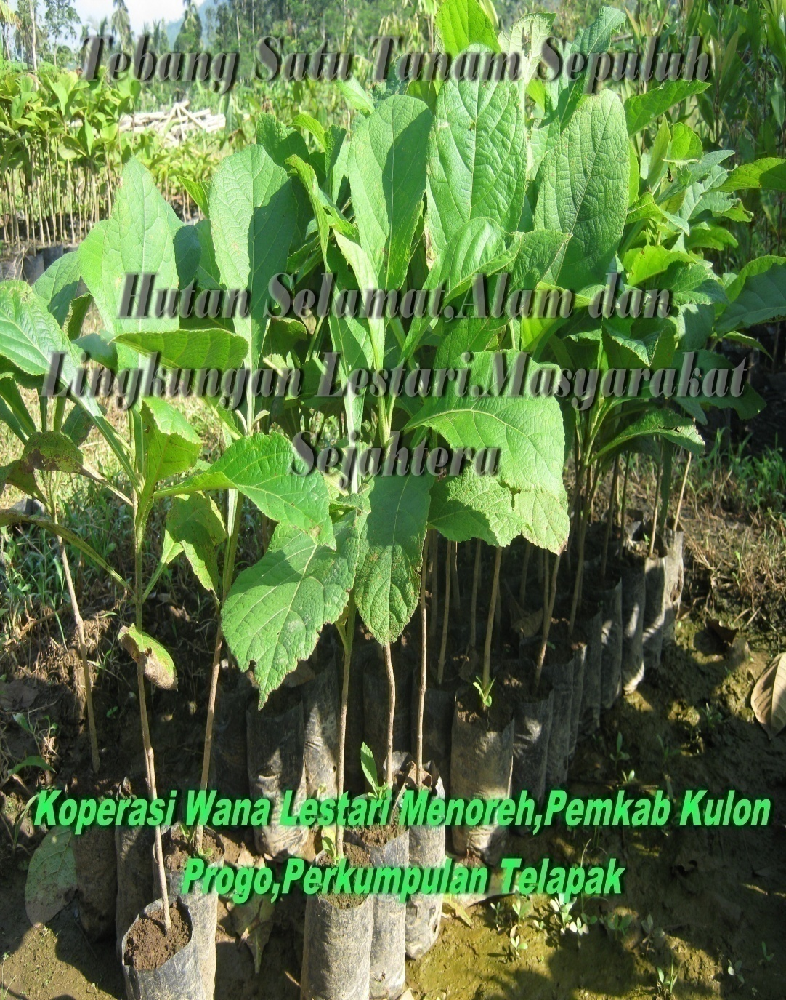 Tebang Satu Tanam Sepuluh
Hutan Selamat,Alam dan
Lingkungan Lestari.Masyarakat
Sejahtera
Koperasi Wana Lestari Menoreh,Pemkab Kulon
Progo,Perkumpulan Telapak